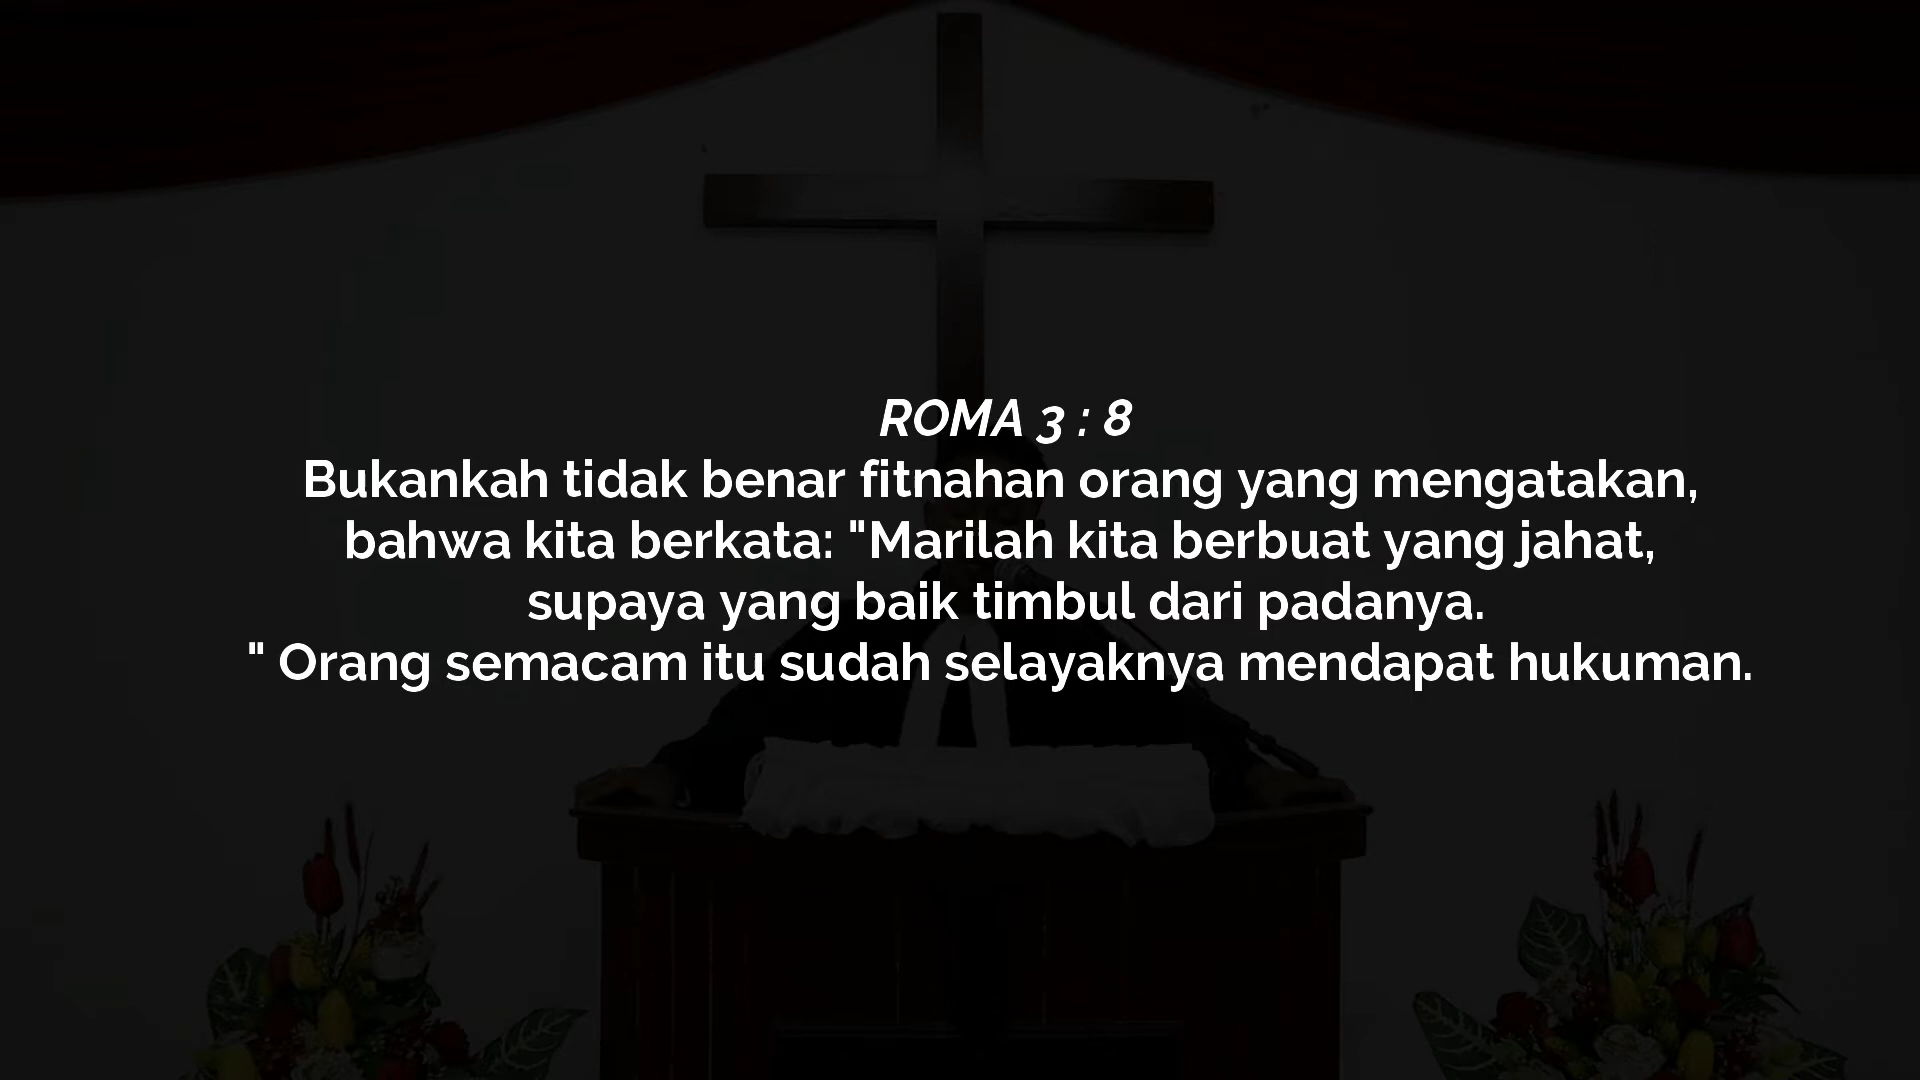 ROMA 3 : 8
Bukankah tidak benar fitnahan orang yang mengatakan,
bahwa kita berkata: "Marilah kita berbuat yang jahat,
supaya yang baik timbul dari padanya.
" Orang semacam itu sudah selayaknya mendapat hukuman.